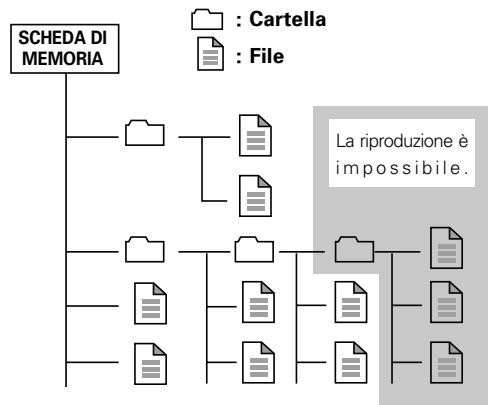 : Cartella
SCHEDA DI
MEMORIA
: File
La riproduzione è
impossibile.